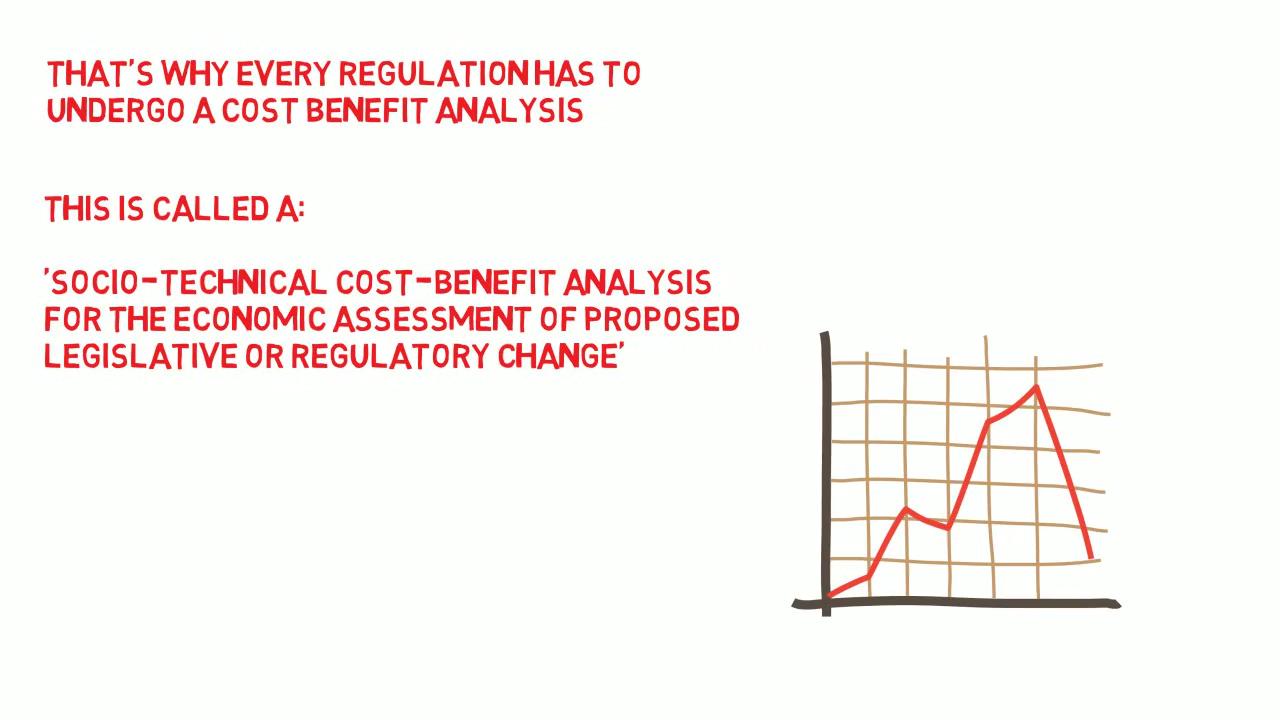 THAT'S WHY EVERY REGULATION HAS TO
UNDERGO A COST BENEFIT ANALYSIS
THIS IS CALLED A:
'SOCIO-TECHNICAL COST-BENEFIT ANALYSIS
FOR THE ECONOMIC ASSESSMENT OF PROPOSED
LEGISLATIVE OR REGULATORY CHANGE'